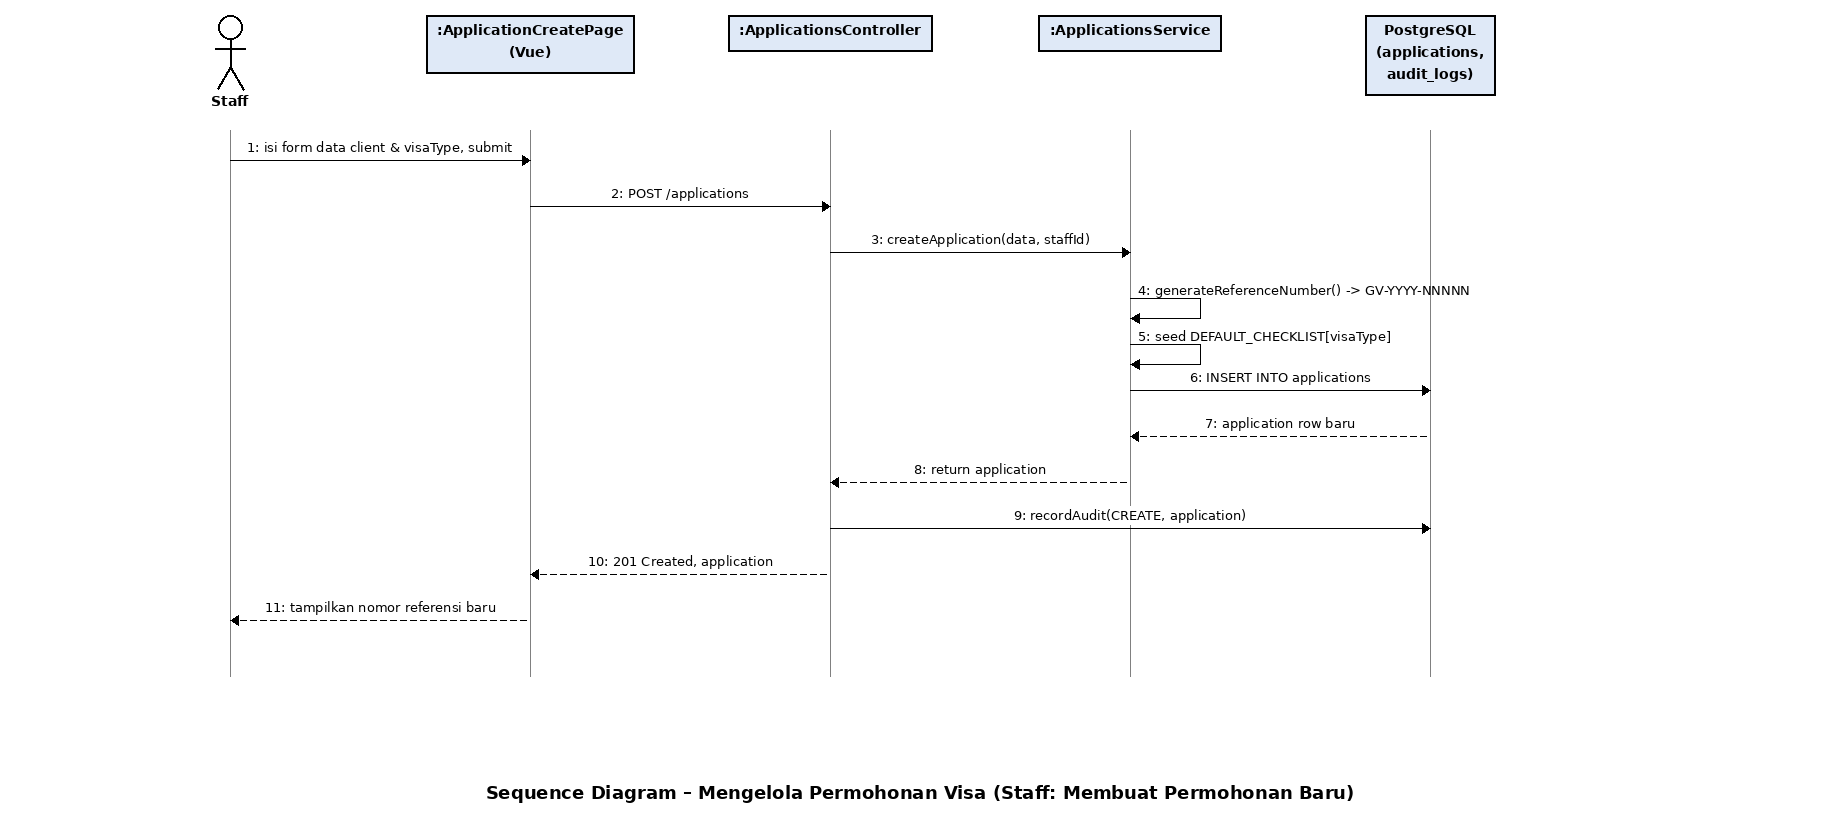 Staff
:ApplicationCreatePage
(Vue)
:ApplicationsController
:ApplicationsService
PostgreSQL
(applications,
audit_logs)
1: isi form data client & visaType, submit
2: POST /applications
3: createApplication(data, staffId)
4: generateReferenceNumber() -> GV-YYYY-NNNNN
5: seed DEFAULT_CHECKLIST[visaType]
6: INSERT INTO applications
7: application row baru
8: return application
9: recordAudit(CREATE, application)
10: 201 Created, application
11: tampilkan nomor referensi baru
Sequence Diagram – Mengelola Permohonan Visa (Staff: Membuat Permohonan Baru)